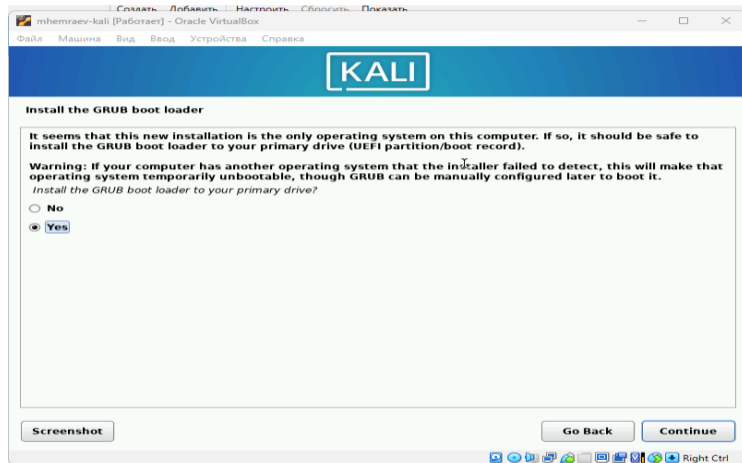 Создать Добавить Настроить Сбросить Показать
mhemraev-kali [Работает] - Oracle VirtualBox
Файл Машина Вид Ввод Устройства Справка
KALI
Install the GRUB boot loader
It seems that this new installation is the only operating system on this computer. If so, it should be safe to
install the GRUB boot loader to your primary drive (UEFI partition/boot record).
Warning: If your computer has another operating system that the installer failed to detect, this will make that
operating system temporarily unbootable, though GRUB can be manually configured later to boot it.
Install the GRUB boot loader to your primary drive?
No
Yes
Screenshot Go Back Continue
Right Ctrl